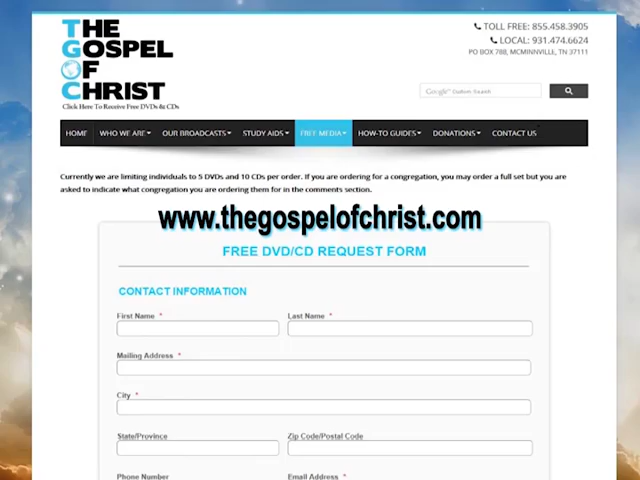 THE
GOSPEL
OF
CHRIST
Click Here To Receive Free DVDs & CDs
TOLL FREE: 855.458.3905
LOCAL: 931.474.6624
PO BOX 788, MCMINNVILLE, TN 37111
Google Custom Search
HOME WHO WE ARE OUR BROADCASTS STUDY AIDS FREE MEDIA HOW-TO GUIDES DONATIONS CONTACT US
Currently we are limiting individuals to 5 DVDs and 10 CDs per order. If you are ordering for a congregation, you may order a full set but you are
asked to indicate what congregation you are ordering them for in the comments section.
www.thegospelofchrist.com
FREE DVD/CD REQUEST FORM
CONTACT INFORMATION
First Name * Last Name *
Mailing Address *
City *
State/Province Zip Code/Postal Code
Phone Number Email Address *